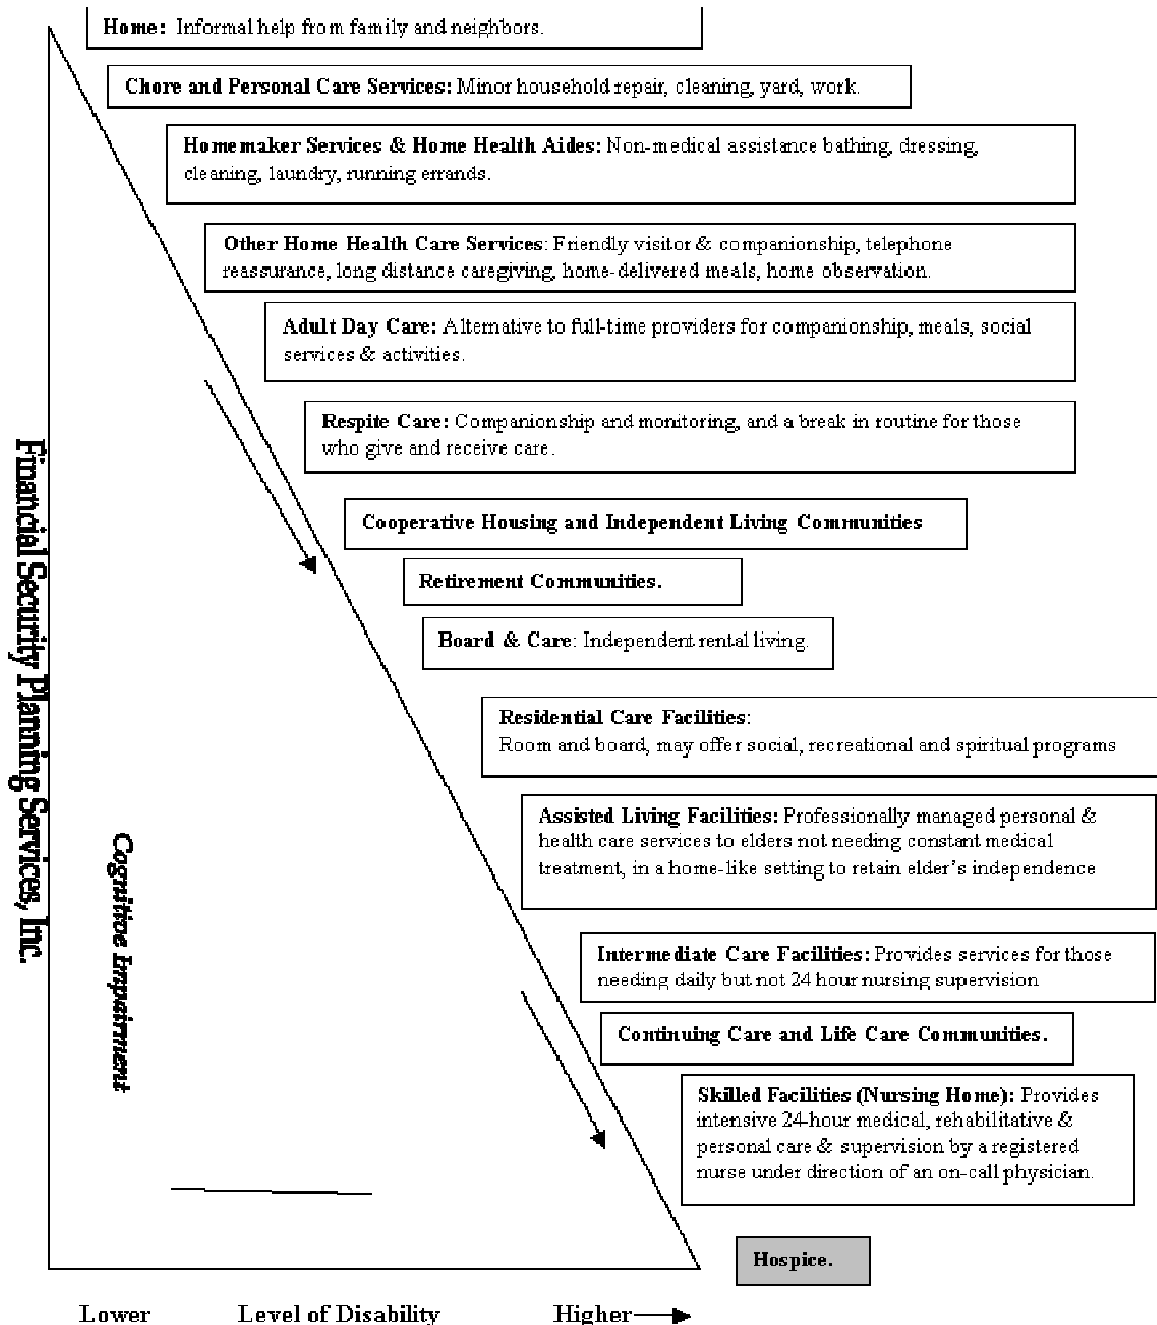 Home: Informal help from family and neighbors.
Chore and Personal Care Services: Minor household repair, cleaning, yard, work.
Homemaker Services & Home Health Aides: Non-medical assistance bathing, dressing,
cleaning, laundry, running errands.
Other Home Health Care Services: Friendly visitor & companionship, telephone
reassurance, long distance caregiving, home-delivered meals, home observation.
Adult Day Care: Alternative to full-time providers for companionship, meals, social
services & activities.
Respite Care: Companionship and monitoring, and a break in routine for those
who give and receive care.
Cooperative Housing and Independent Living Communities
Retirement Communities.
Board & Care: Independent rental living.
Residential Care Facilities:
Room and board, may offer social, recreational and spiritual programs
Assisted Living Facilities: Professionally managed personal &
health care services to elders not needing constant medical
treatment, in a home-like setting to retain elder's independence
Intermediate Care Facilities: Provides services for those
needing daily but not 24 hour nursing supervision
Continuing Care and Life Care Communities.
Skilled Facilities (Nursing Home): Provides
intensive 24-hour medical, rehabilitative &
personal care & supervision by a registered
nurse under direction of an on-call physician.
Hospice.
Financial Security Planning Services, Inc.
Cognitive Impairment
Lower Level of Disability Higher